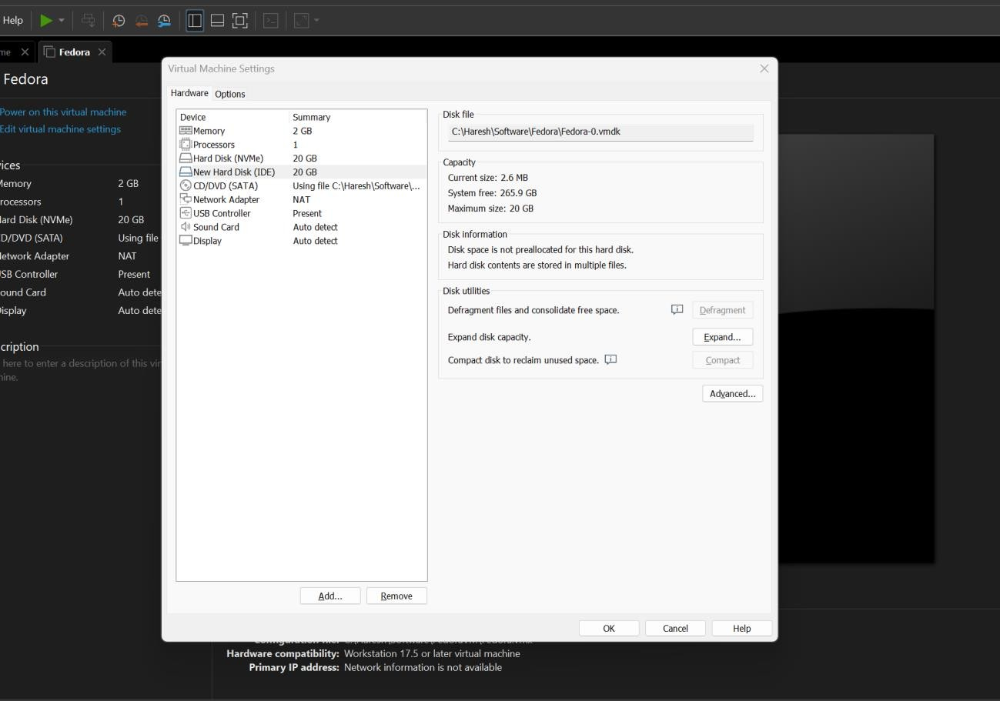 Help
me
Fedora
Fedora
Power on this virtual machine
Edit virtual machine settings
ices
Memory 2 GB
rocessors 1
Hard Disk (NVMe) 20 GB
CD/DVD (SATA) Using file
Network Adapter NAT
USB Controller Present
ound Card Auto dete
Display Auto dete
cription
here to enter a description of this vir
hine.
Virtual Machine Settings
Hardware Options
Device Summary
Memory 2 GB
Processors 1
Hard Disk (NVMe) 20 GB
New Hard Disk (IDE) 20 GB
CD/DVD (SATA) Using file C:\Haresh\Software\...
Network Adapter NAT
USB Controller Present
Sound Card Auto detect
Display Auto detect
Add... Remove
Disk file
C:\Haresh\Software\Fedora\Fedora-0.vmdk
Capacity
Current size: 2.6 MB
System free: 265.9 GB
Maximum size: 20 GB
Disk information
Disk space is not preallocated for this hard disk.
Hard disk contents are stored in multiple files.
Disk utilities
Defragment files and consolidate free space. Defragment
Expand disk capacity. Expand...
Compact disk to reclaim unused space. Compact
Advanced...
OK Cancel Help
Hardware compatibility: Workstation 17.5 or later virtual machine
Primary IP address: Network information is not available